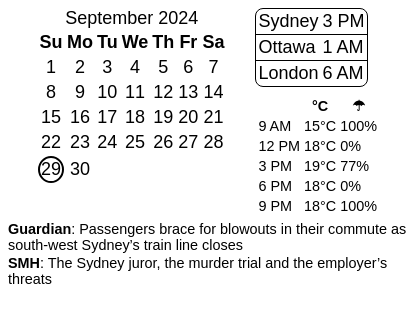 September 2024
Su Mo Tu We Th Fr Sa
1 2 3 4 5 6 7
8 9 10 11 12 13 14
15 16 17 18 19 20 21
22 23 24 25 26 27 28
29 30
Sydney 3 PM
Ottawa 1 AM
London 6 AM
°C ☂
9 AM 15°C 100%
12 PM 18°C 0%
3 PM 19°C 77%
6 PM 18°C 0%
9 PM 18°C 100%
Guardian: Passengers brace for blowouts in their commute as
south-west Sydney’s train line closes
SMH: The Sydney juror, the murder trial and the employer’s
threats